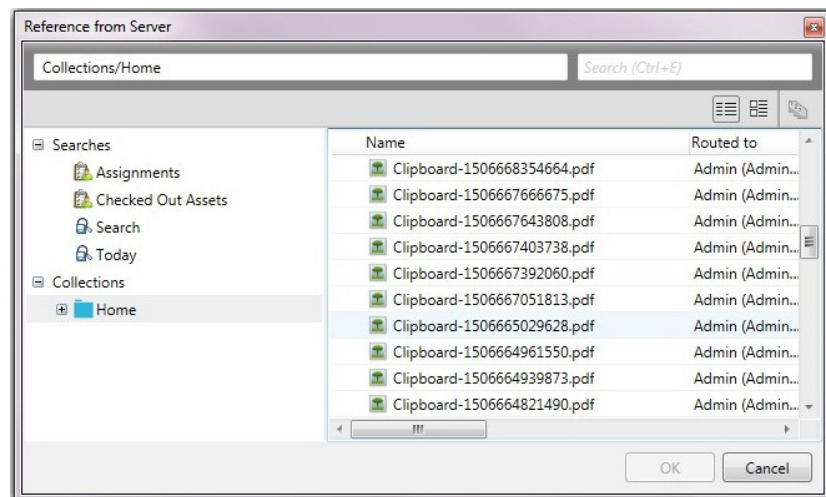 Reference from Server
Collections/Home
Search (Ctrl+E)
Searches
Assignments
Checked Out Assets
Search
Today
Collections
Home
Name Routed to
Clipboard-1506668354664.pdf Admin (Admin...
Clipboard-1506667666675.pdf Admin (Admin...
Clipboard-1506667643808.pdf Admin (Admin...
Clipboard-1506667403738.pdf Admin (Admin...
Clipboard-1506667392060.pdf Admin (Admin...
Clipboard-1506667051813.pdf Admin (Admin...
Clipboard-1506665029628.pdf Admin (Admin...
Clipboard-1506664961550.pdf Admin (Admin...
Clipboard-1506664939873.pdf Admin (Admin...
Clipboard-1506664821490.pdf Admin (Admin...
OK Cancel